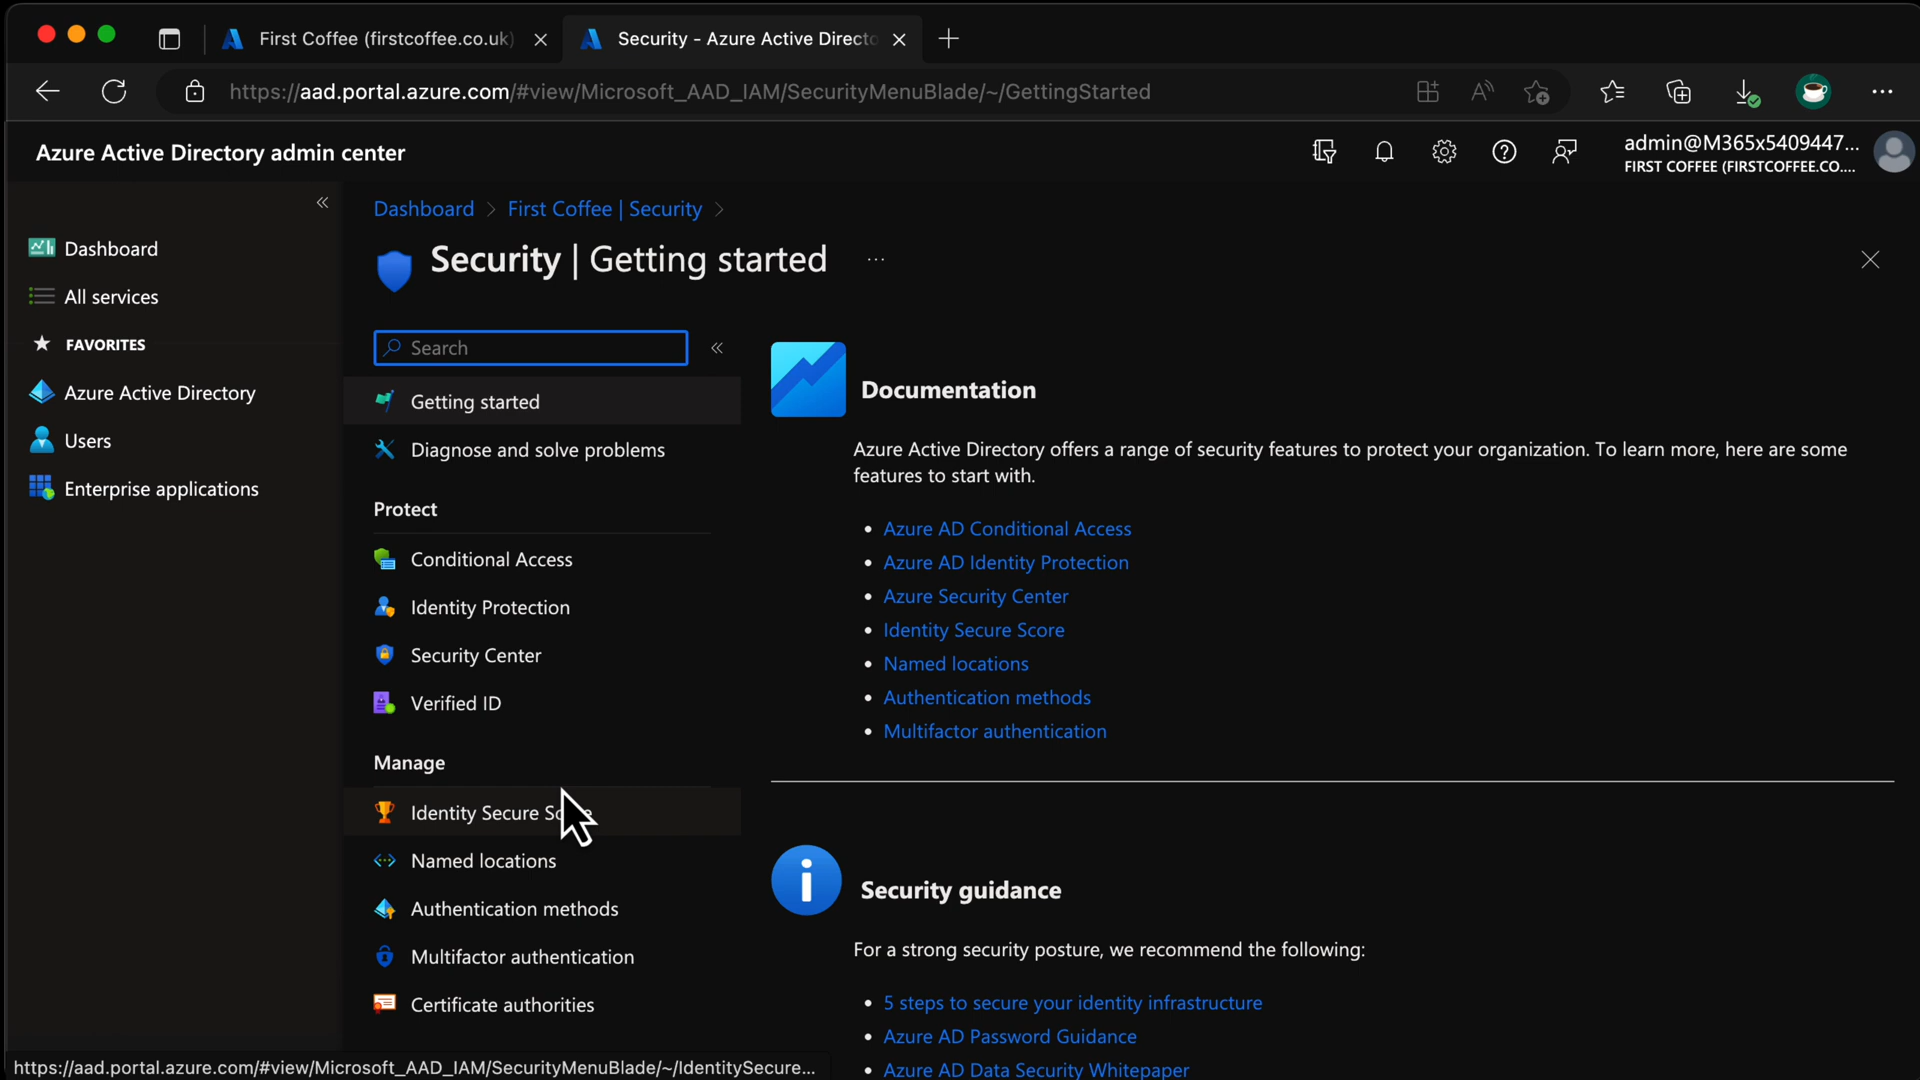 First Coffee (firstcoffee.co.uk)
Security - Azure Active Directo
https://aad.portal.azure.com/#view/Microsoft_AAD_IAM/SecurityMenuBlade/~/GettingStarted
Azure Active Directory admin center
admin@M365x5409447...
FIRST COFFEE (FIRSTCOFFEE.CO....
Dashboard
All services
FAVORITES
Azure Active Directory
Users
Enterprise applications
Dashboard > First Coffee | Security >
Security | Getting started ...
Search
Getting started
Diagnose and solve problems
Protect
Conditional Access
Identity Protection
Security Center
Verified ID
Manage
Identity Secure
Named locations
Authentication methods
Multifactor authentication
Certificate authorities
Documentation
Azure Active Directory offers a range of security features to protect your organization. To learn more, here are some
features to start with.
• Azure AD Conditional Access
• Azure AD Identity Protection
• Azure Security Center
• Identity Secure Score
• Named locations
• Authentication methods
• Multifactor authentication
Security guidance
For a strong security posture, we recommend the following:
• 5 steps to secure your identity infrastructure
• Azure AD Password Guidance
• Azure AD Data Security Whitepaper
https://aad.portal.azure.com/#view/Microsoft_AAD_IAM/SecurityMenuBlade/~/IdentitySecure...